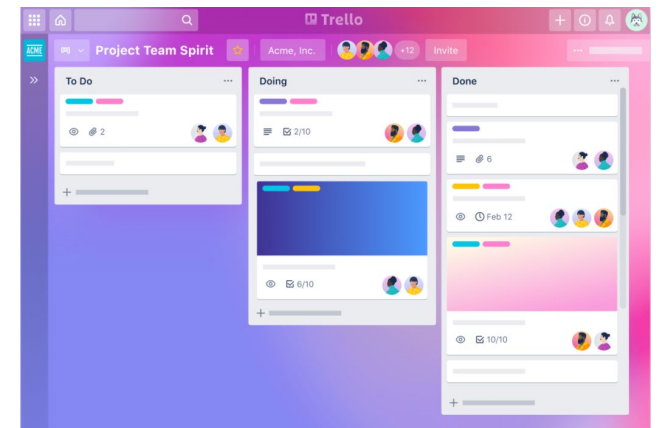 Trello
ACME
Project Team Spirit
Acme, Inc.
+12
Invite
To Do
2
Doing
2/10
6/10
Done
6
Feb 12
10/10